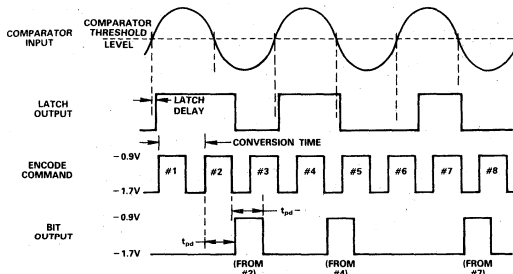 COMPARATOR INPUT
COMPARATOR THRESHOLD LEVEL
LATCH OUTPUT
LATCH DELAY
CONVERSION TIME
ENCODE COMMAND
-0.9V
-1.7V
#1 #2 #3 #4 #5 #6 #7 #8
BIT OUTPUT
-0.9V
-1.7V
tpd
tpd
(FROM #2) (FROM #4) (FROM #7)